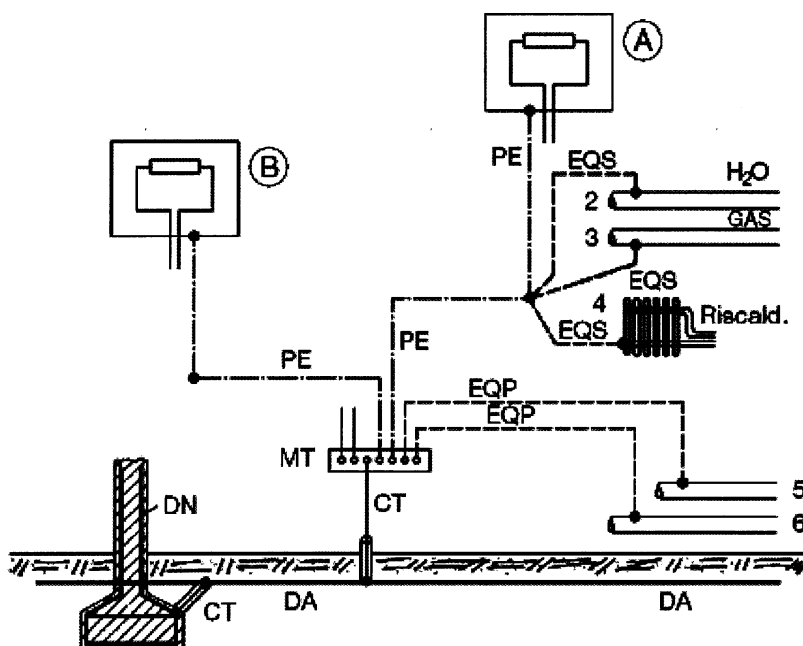 A
B
PE
EQS
H₂O
2
GAS
3
EQS
4
Riscald.
EQS
PE
PE
EQP
EQP
MT
5
DN
CT
6
CT
DA
DA